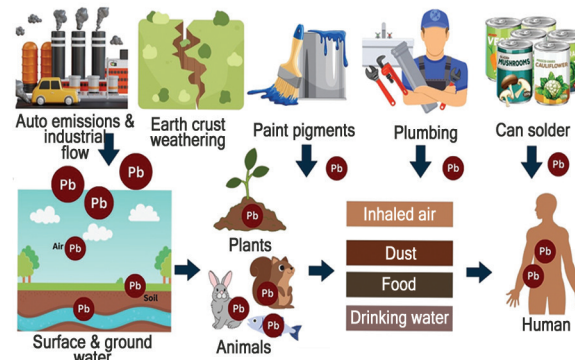 Auto emissions &
industrial
flow
Earth crust
weathering
Paint pigments
Plumbing
MUSHROOMS
CAULIFLOWER
Can solder
Pb
Pb
Pb
Pb
Pb
Pb
Air
Pb
Pb
Soil
Pb
Surface & ground
water
Pb
Plants
Pb
Pb
Pb
Animals
Inhaled air
Dust
Food
Drinking water
Pb
Pb
Human